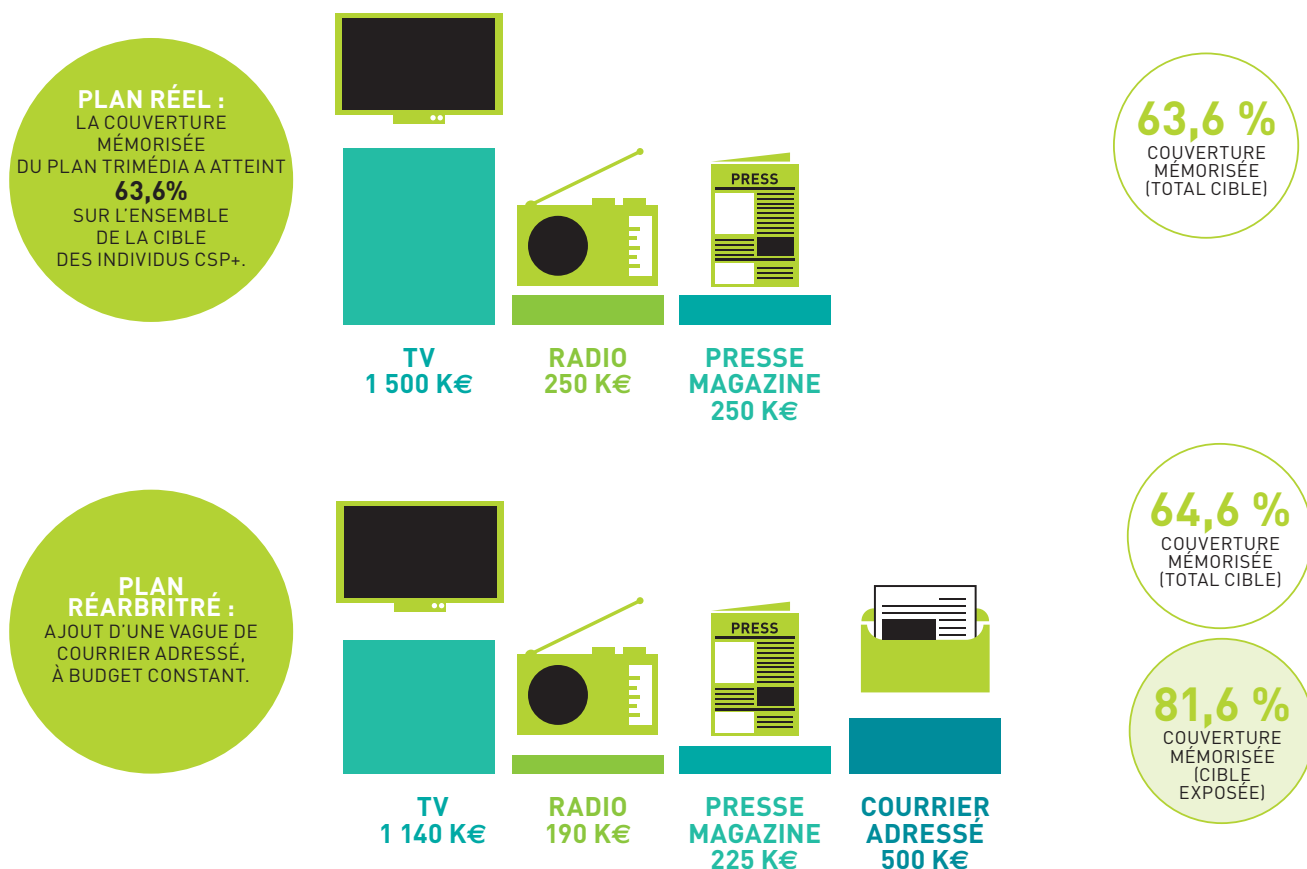 PLAN RÉEL :
LA COUVERTURE
MÉMORISÉE
DU PLAN TRIMÉDIA A ATTEINT
63,6%
SUR L'ENSEMBLE
DE LA CIBLE
DES INDIVIDUS CSP+.
PRESS
TV
1 500 K€
RADIO
250 K€
PRESSE
MAGAZINE
250 K€
63,6 %
COUVERTURE
MÉMORISÉE
(TOTAL CIBLE)
PLAN
RÉARBRITRÉ :
AJOUT D'UNE VAGUE DE
COURRIER ADRESSÉ,
À BUDGET CONSTANT.
PRESS
TV
1 140 K€
RADIO
190 K€
PRESSE
MAGAZINE
225 K€
COURRIER
ADRESSÉ
500 K€
64,6 %
COUVERTURE
MÉMORISÉE
(TOTAL CIBLE)
81,6 %
COUVERTURE
MÉMORISÉE
(CIBLE
EXPOSÉE)